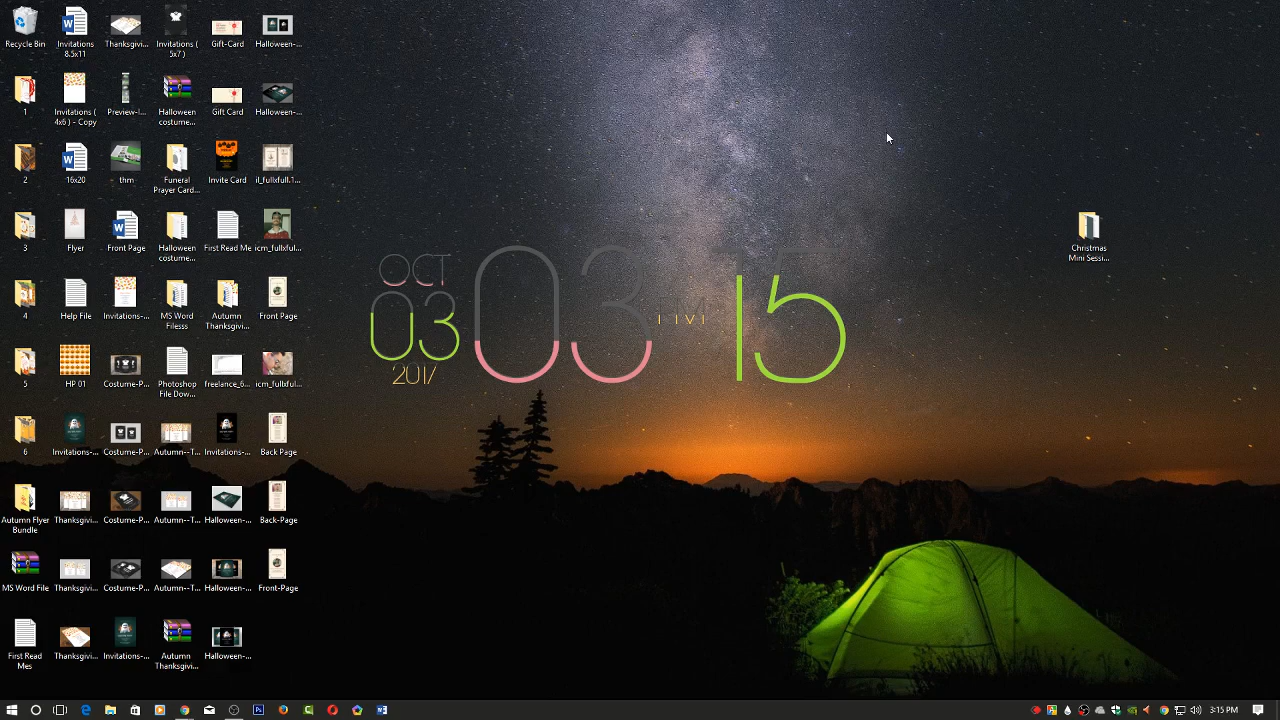 Recycle Bin
Invitations
8.5x11
Thanksgivi...
Invitations (
5x7 )
Gift-Card
Halloween-...
1
Invitations (
4x6 ) - Copy
Preview-I...
Halloween
costume...
Gift Card
Halloween-...
2
16x20
thm
Funeral
Prayer Card...
Invite Card
il_fullxfull.1...
3
Flyer
Front Page
Halloween
costume...
First Read Me
icm_fullxful...
4
Help File
Invitations-...
MS Word
Filesss
Autumn
Thanksgivi...
Front Page
HP 01
Costume-P...
Photoshop
File Dow...
freelance_6...
icm_fullxful...
6
Invitations-...
Costume-P...
Autumn--T...
Invitations-...
Back Page
Autumn Flyer
Bundle
Thanksgivi...
Costume-P...
Autumn--T...
Halloween-...
Back-Page
MS Word File
Thanksgivi...
Costume-P...
Autumn--T...
Halloween-...
Front-Page
First Read
Mes
Thanksgivi...
Invitations-...
Autumn
Thanksgivi...
Halloween-...
Christmas
Mini Sessi...
OCT
03
2017
03
15
3:15 PM